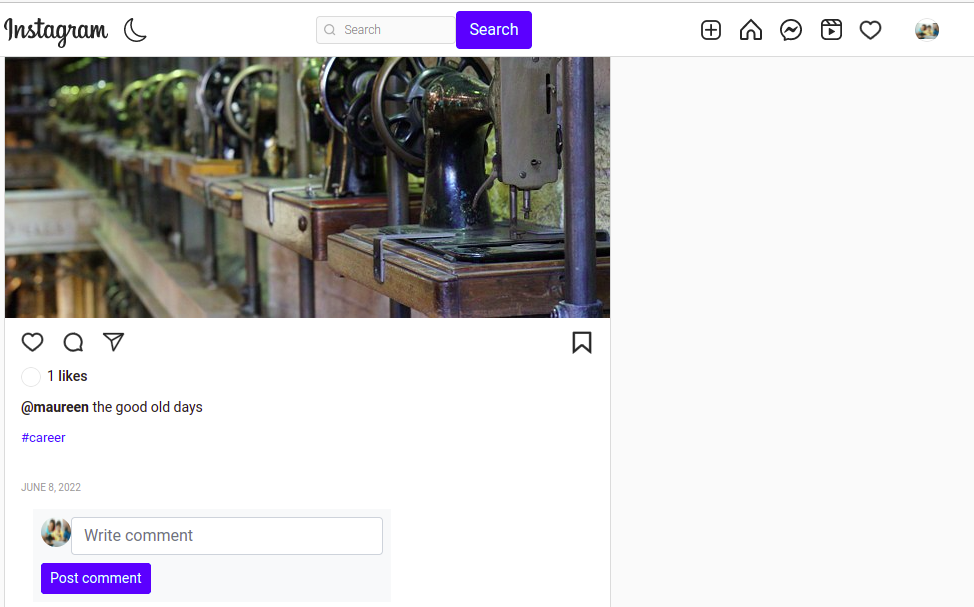 Instagram
Search
Search
1 likes
@maureen the good old days
#career
JUNE 8, 2022
Write comment
Post comment